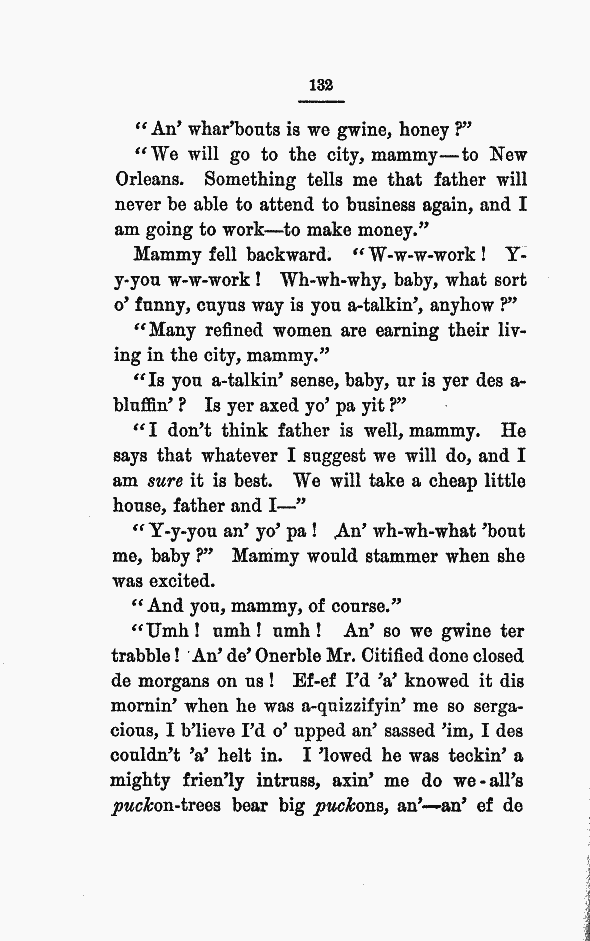 132
“An’ whar’bouts is we gwine, honey?”
“We will go to the city, mammy—to New
Orleans. Something tells me that father will
never be able to attend to business again, and I
am going to work—to make money.”
Mammy fell backward. “W-w-w-work! Y-
y-you w-w-work! Wh-wh-why, baby, what sort
o’ funny, cuyus way is you a-talkin’, anyhow?”
“Many refined women are earning their liv-
ing in the city, mammy.”
“Is you a-talkin’ sense, baby, ur is yer des a-
bluffin’? Is yer axed yo’ pa yit?”
“I don’t think father is well, mammy. He
says that whatever I suggest we will do, and I
am sure it is best. We will take a cheap little
house, father and I—”
“Y-y-you an’ yo’ pa! An’ wh-wh-what ’bout
me, baby?” Mammy would stammer when she
was excited.
“And you, mammy, of course.”
“Umh! umh! umh! An’ so we gwine ter
trabble! An’ de’ Onerble Mr. Citified done closed
de morgans on us! Ef-ef I’d ’a’ knowed it dis
mornin’ when he was a-quizzifyin’ me so serga-
cious, I b’lieve I’d o’ upped an’ sassed ’im, I des
couldn’t ’a’ helt in. I ’lowed he was teckin’ a
mighty frien’ly intruss, axin’ me do we-all’s
puckon-trees bear big puckons, an’—an’ ef de